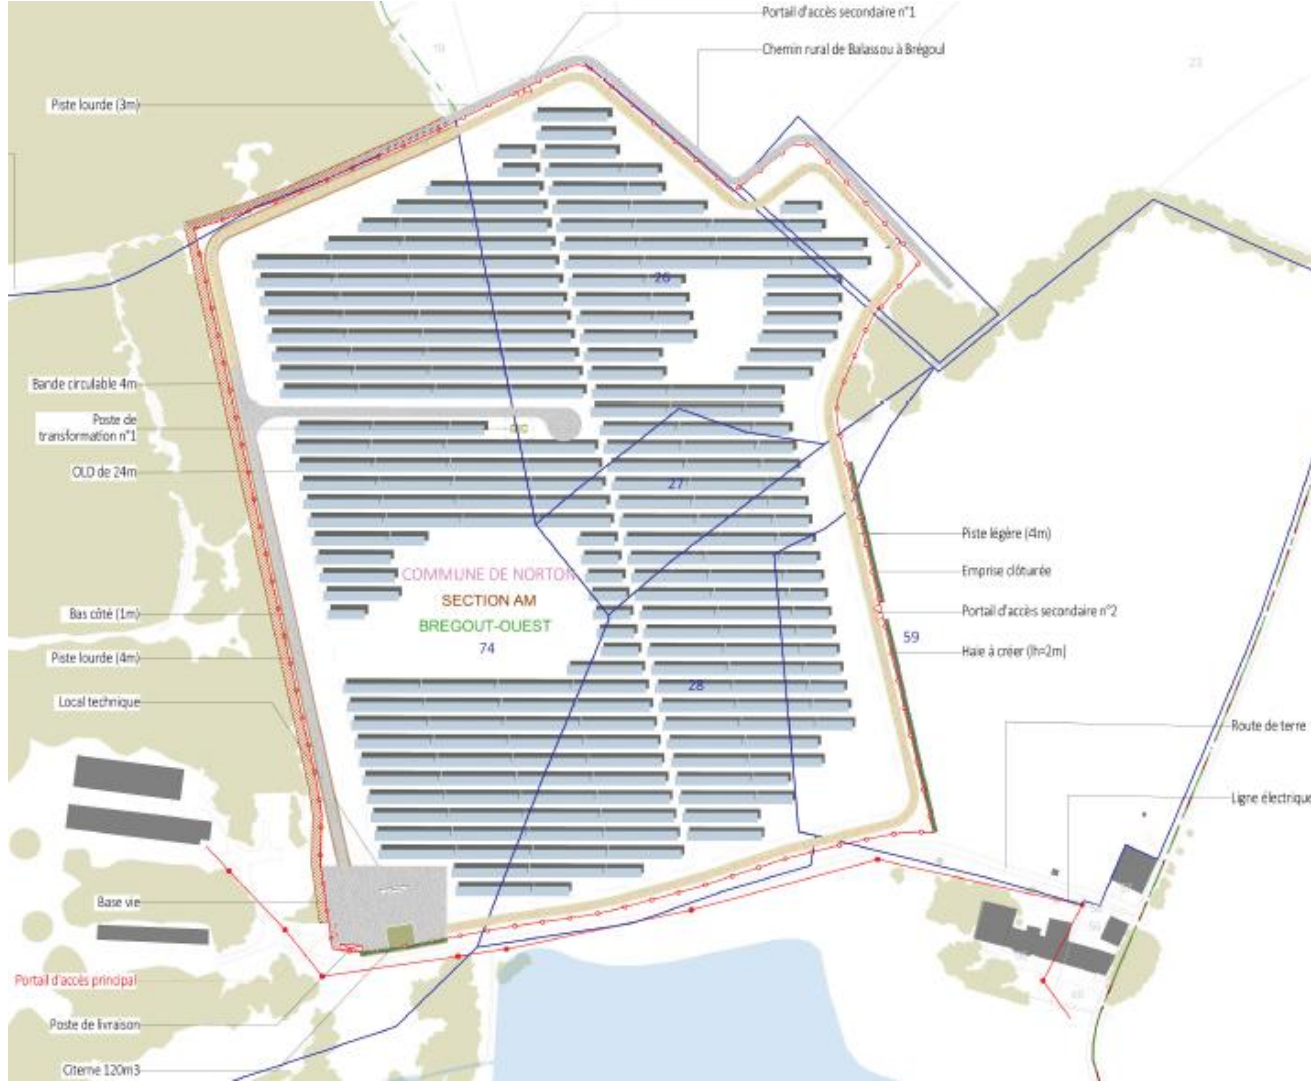 Portail d'accès secondaire n°1
Chemin rural de Balassou à Brégoul
10
23
Piste lourde (3m)
26
Bande circulable 4m
Poste de
transformation n°1
OLD de 24m
27
Piste légère (4m)
COMMUNE DE NORTON
Emprise clôturée
SECTION AM
Bas côté (1m)
Portail d'accès secondaire n°2
BREGOUT-OUEST
59
74
Haie à créer (h=2m)
Piste lourde (4m)
28
Local technique
Route de terre
Ligne électrique
Base vie
Portail d'accès principal
Poste de livraison
Citerne 120m3